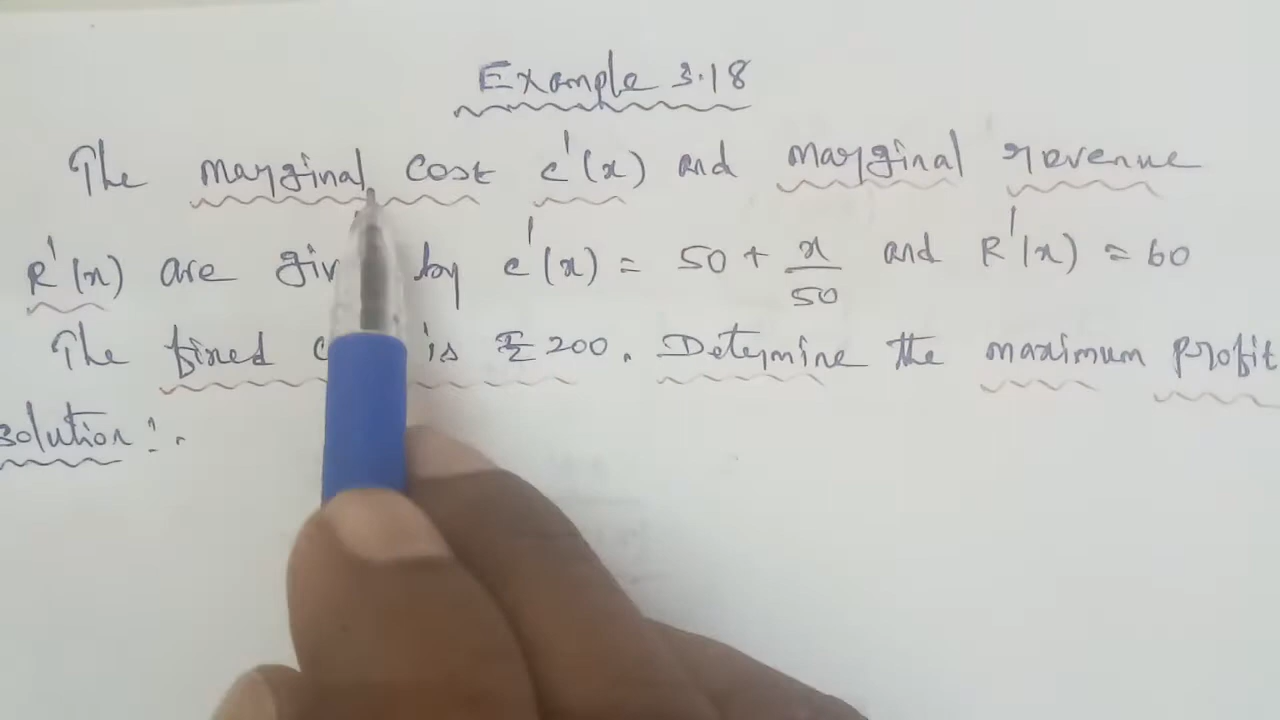 Example 3.18
The marginal cost c'(x) and marginal revenue
R'(x) are by c'(x) = 50 + x/50 and R'(x) = 60
The fixed is ₹ 200. Determine the maximum profit
solution:-